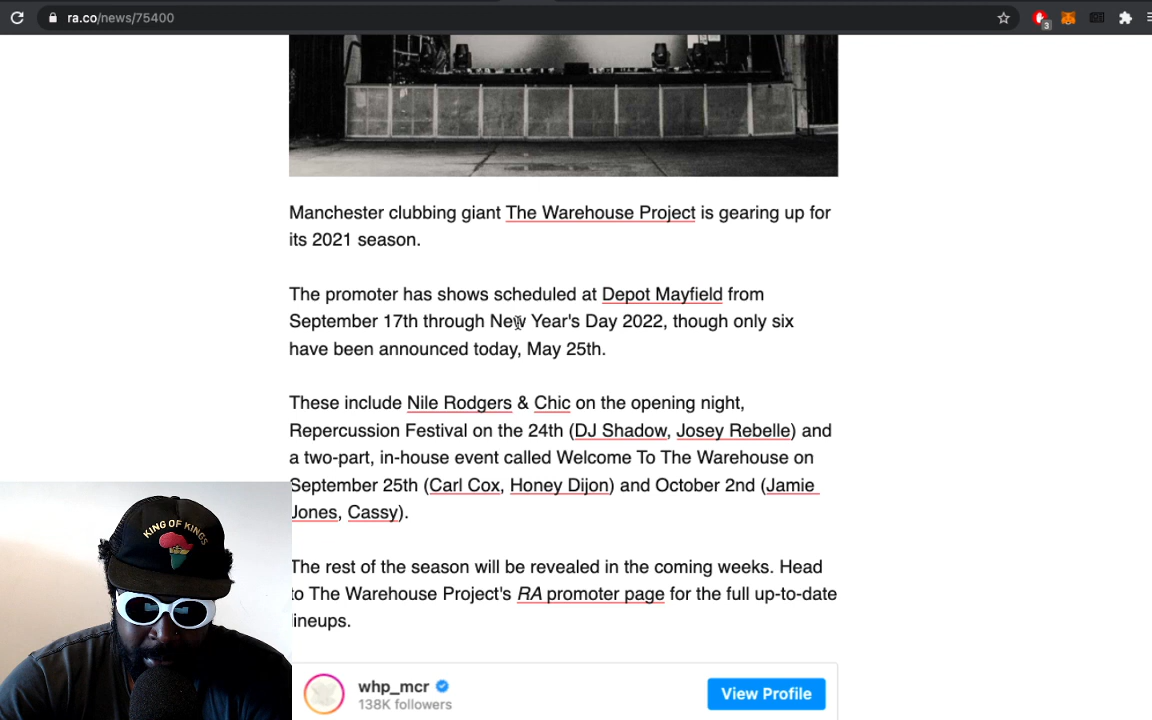 ra.co/news/75400
3
Manchester clubbing giant The Warehouse Project is gearing up for
its 2021 season.
The promoter has shows scheduled at Depot Mayfield from
September 17th through New Year's Day 2022, though only six
have been announced today, May 25th.
These include Nile Rodgers & Chic on the opening night,
Repercussion Festival on the 24th (DJ Shadow, Josey Rebelle) and
a two-part, in-house event called Welcome To The Warehouse on
September 25th (Carl Cox, Honey Dijon) and October 2nd (Jamie
Jones, Cassy).
The rest of the season will be revealed in the coming weeks. Head
to The Warehouse Project's RA promoter page for the full up-to-date
lineups.
KING OF KINGS
whp_mcr
138K followers
View Profile